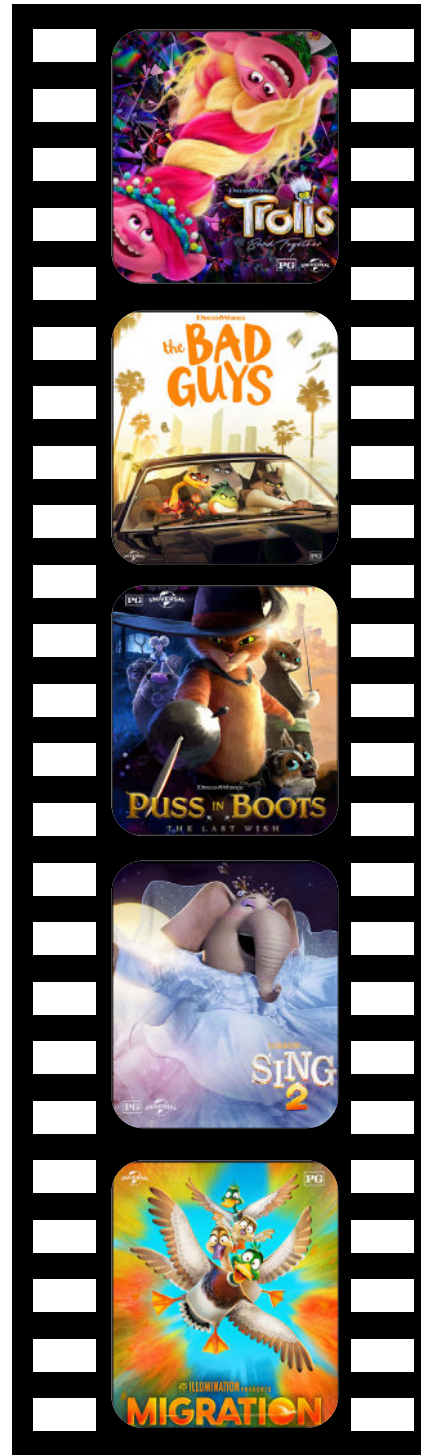 DREAMWORKS
Trolls
Band Together
PG UNIVERSAL
DREAMWORKS
the BAD
GUYS
UNIVERSAL
PG
PG UNIVERSAL
DREAMWORKS
PUSS IN BOOTS
THE LAST WISH
SING
2
PG UNIVERSAL
UNIVERSAL PG
ILLUMINATION PRESENTS
MIGRATION